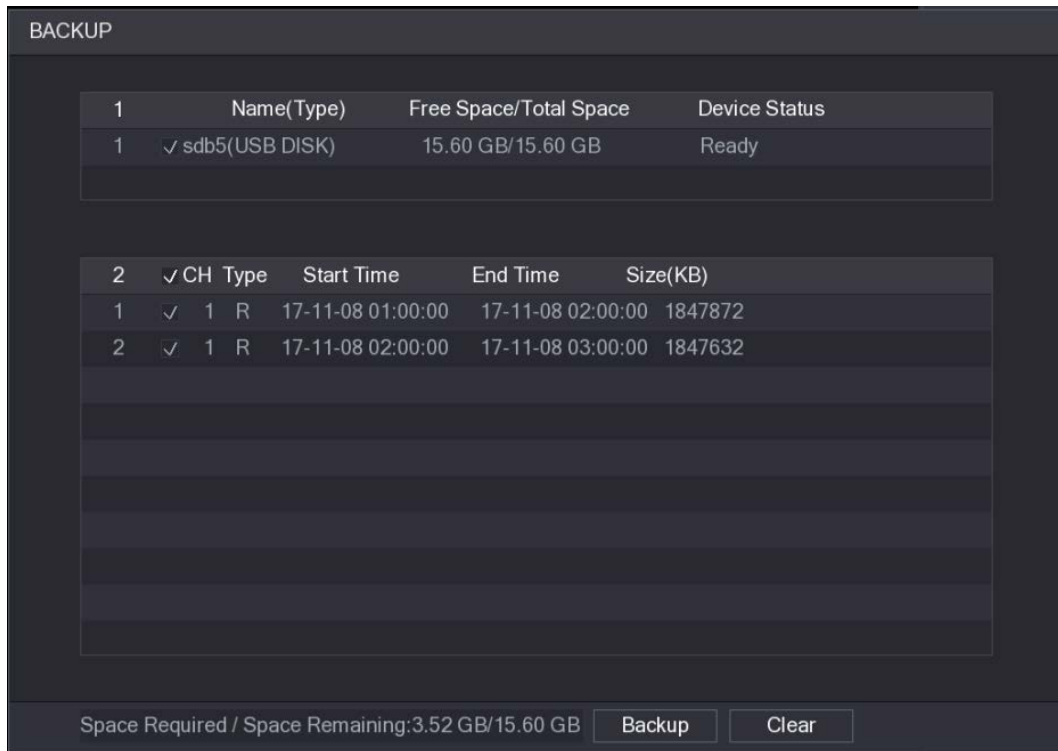 BACKUP
1 Name(Type) Free Space/Total Space Device Status
1 sdb5(USB DISK) 15.60 GB/15.60 GB Ready
2 CH Type Start Time End Time Size(KB)
1 1 R 17-11-08 01:00:00 17-11-08 02:00:00 1847872
2 1 R 17-11-08 02:00:00 17-11-08 03:00:00 1847632
Space Required / Space Remaining:3.52 GB/15.60 GB Backup Clear